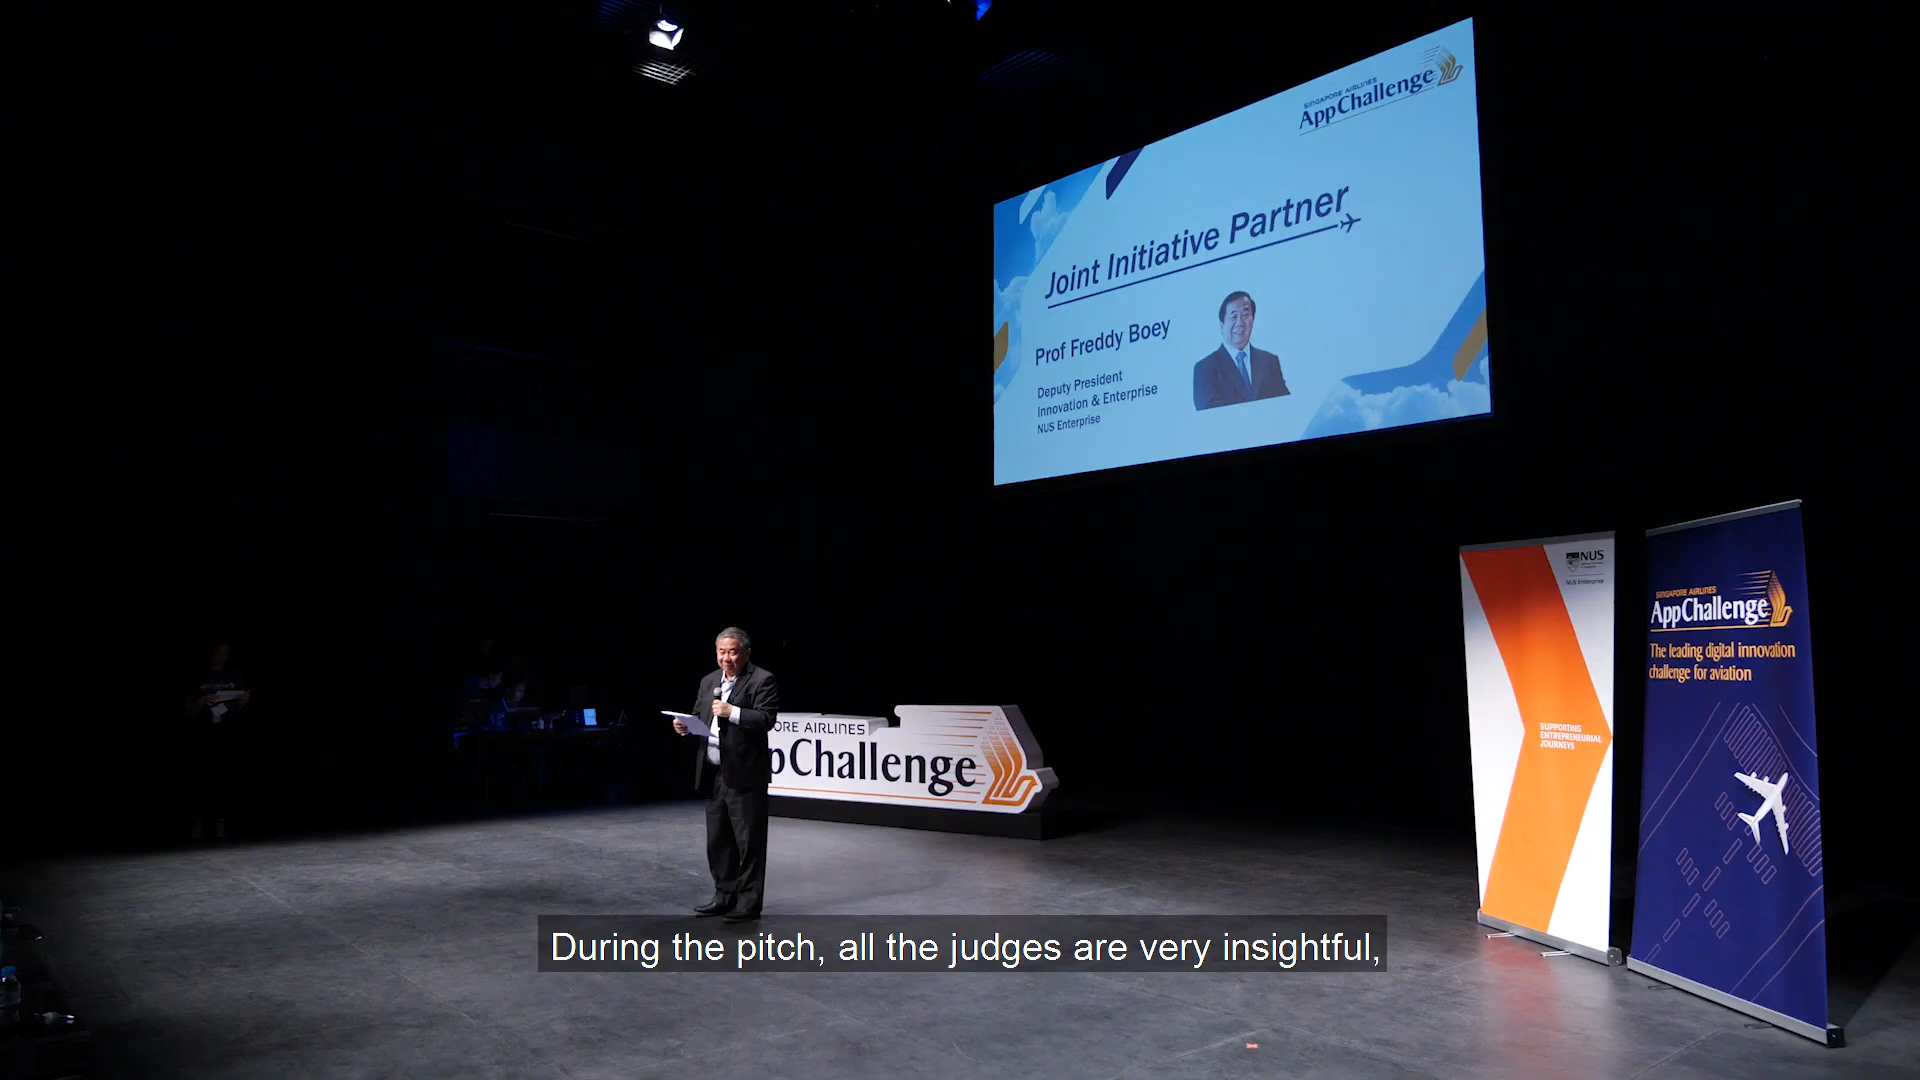 SINGAPORE AIRLINES
AppChallenge
Joint Initiative Partner
Prof Freddy Boey
Deputy President
Innovation & Enterprise
NUS Enterprise
NUS
NUS Enterprise
SUPPORTING
ENTREPRENEURIAL
JOURNEYS
SINGAPORE AIRLINES
AppChallenge
The leading digital innovation
challenge for aviation
ORE AIRLINES
pChallenge
During the pitch, all the judges are very insightful,